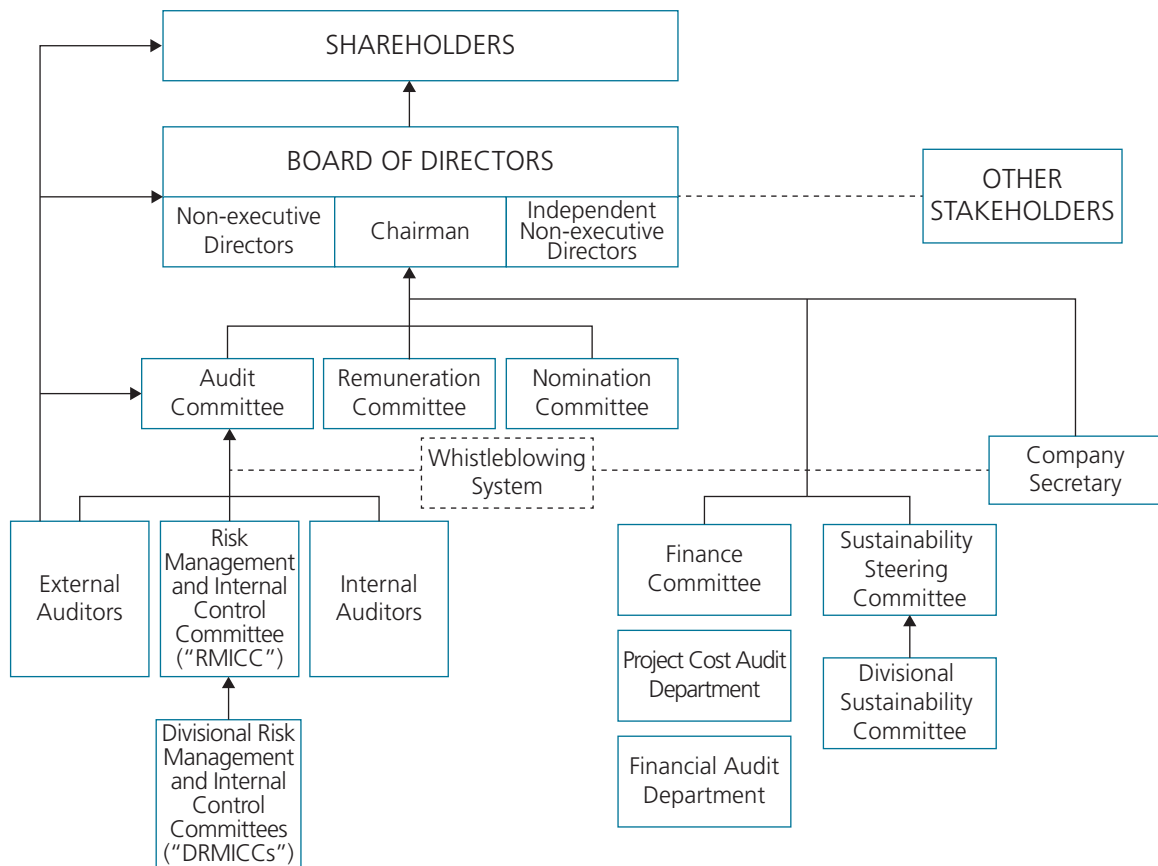 SHAREHOLDERS
BOARD OF DIRECTORS
Non-executive
Directors
Chairman
Independent
Non-executive
Directors
OTHER
STAKEHOLDERS
Audit
Committee
Remuneration
Committee
Nomination
Committee
Whistleblowing
System
Company
Secretary
External
Auditors
Risk
Management
and Internal
Control
Committee
(“RMICC”)
Internal
Auditors
Finance
Committee
Sustainability
Steering
Committee
Project Cost Audit
Department
Divisional
Sustainability
Committee
Financial Audit
Department
Divisional Risk
Management
and Internal
Control
Committees
(“DRMICCs”)